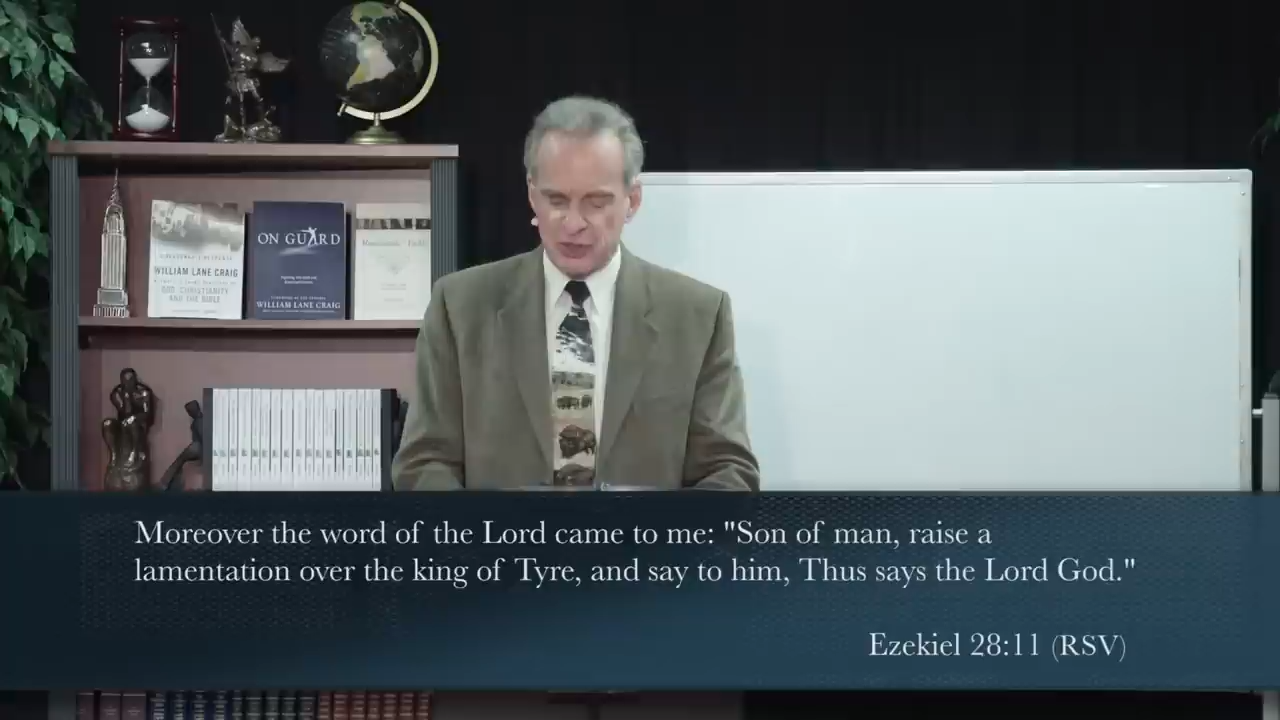 WILLIAM LANE CRAIG
GOD, CHRISTIANITY
AND THE BIBLE
ON GUARD
WILLIAM LANE CRAIG
Moreover the word of the Lord came to me: "Son of man, raise a
lamentation over the king of Tyre, and say to him, Thus says the Lord God."
Ezekiel 28:11 (RSV)